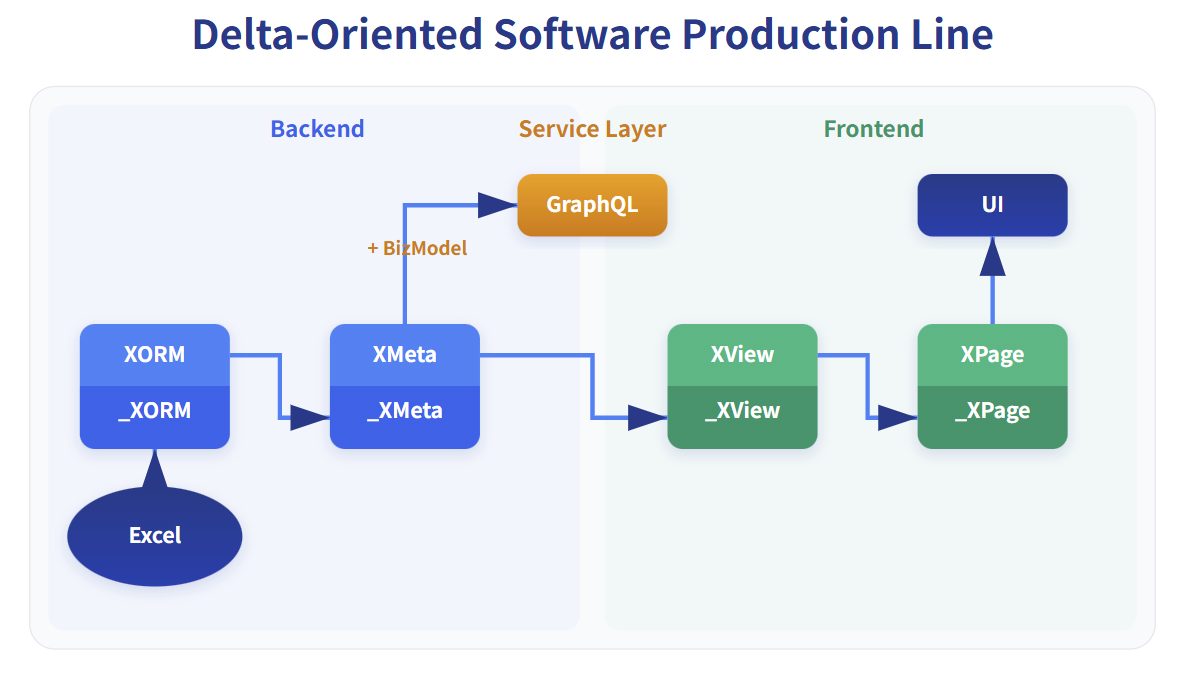 Delta-Oriented Software Production Line
Backend
Service Layer
Frontend
GraphQL
UI
+ BizModel
XORM
XMeta
XView
XPage
_XORM
_XMeta
_XView
_XPage
Excel